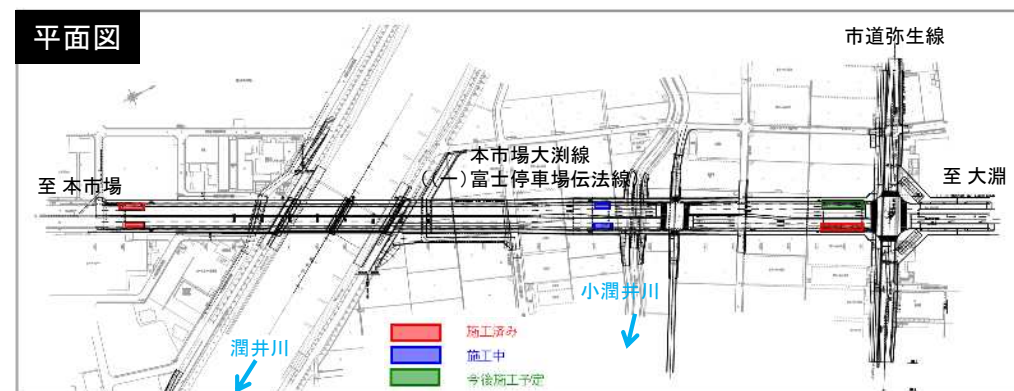 平面図
市道弥生線
本市場大渕線
(一)富士停車場伝法線
至 本市場
至 大淵
小潤井川
潤井川
施工済み
施工中
今後施工予定